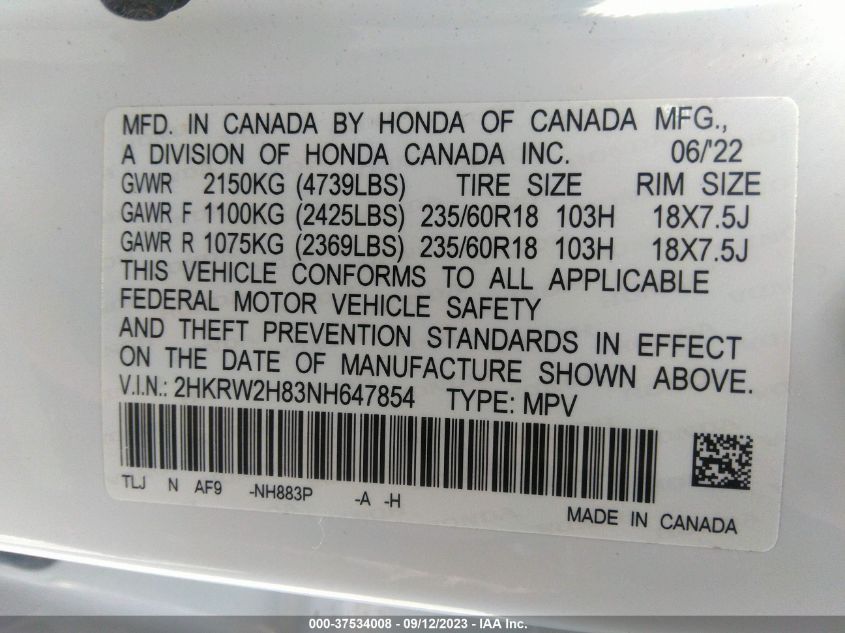 MFD. IN CANADA BY HONDA OF CANADA MFG.,
A DIVISION OF HONDA CANADA INC. 06/'22
GVWR 2150KG (4739LBS) TIRE SIZE RIM SIZE
GAWR F 1100KG (2425LBS) 235/60R18 103H 18X7.5J
GAWR R 1075KG (2369LBS) 235/60R18 103H 18X7.5J
THIS VEHICLE CONFORMS TO ALL APPLICABLE
FEDERAL MOTOR VEHICLE SAFETY
AND THEFT PREVENTION STANDARDS IN EFFECT
ON THE DATE OF MANUFACTURE SHOWN ABOVE.
V.I.N.: 2HKRW2H83NH647854 TYPE: MPV
TLJ N AF9 -NH883P -A -H
MADE IN CANADA
000-37534008 - 09/12/2023 - IAA Inc.